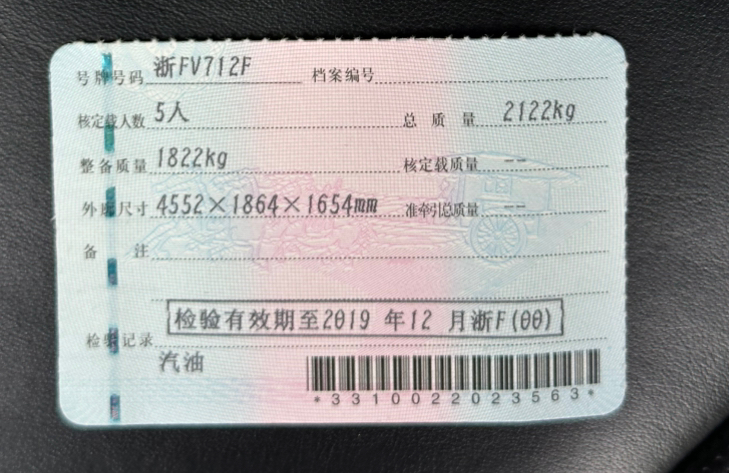 号牌号码 浙FV712F 档案编号
核定载人数 5人 总质量 2122kg
整备质量 1822kg 核定载质量 --
外廓尺寸 4552×1864×1654mm 准牵引总质量 --
备注
检验有效期至2019 年12 月浙F(00)
检验记录
汽油
*3310022023563*